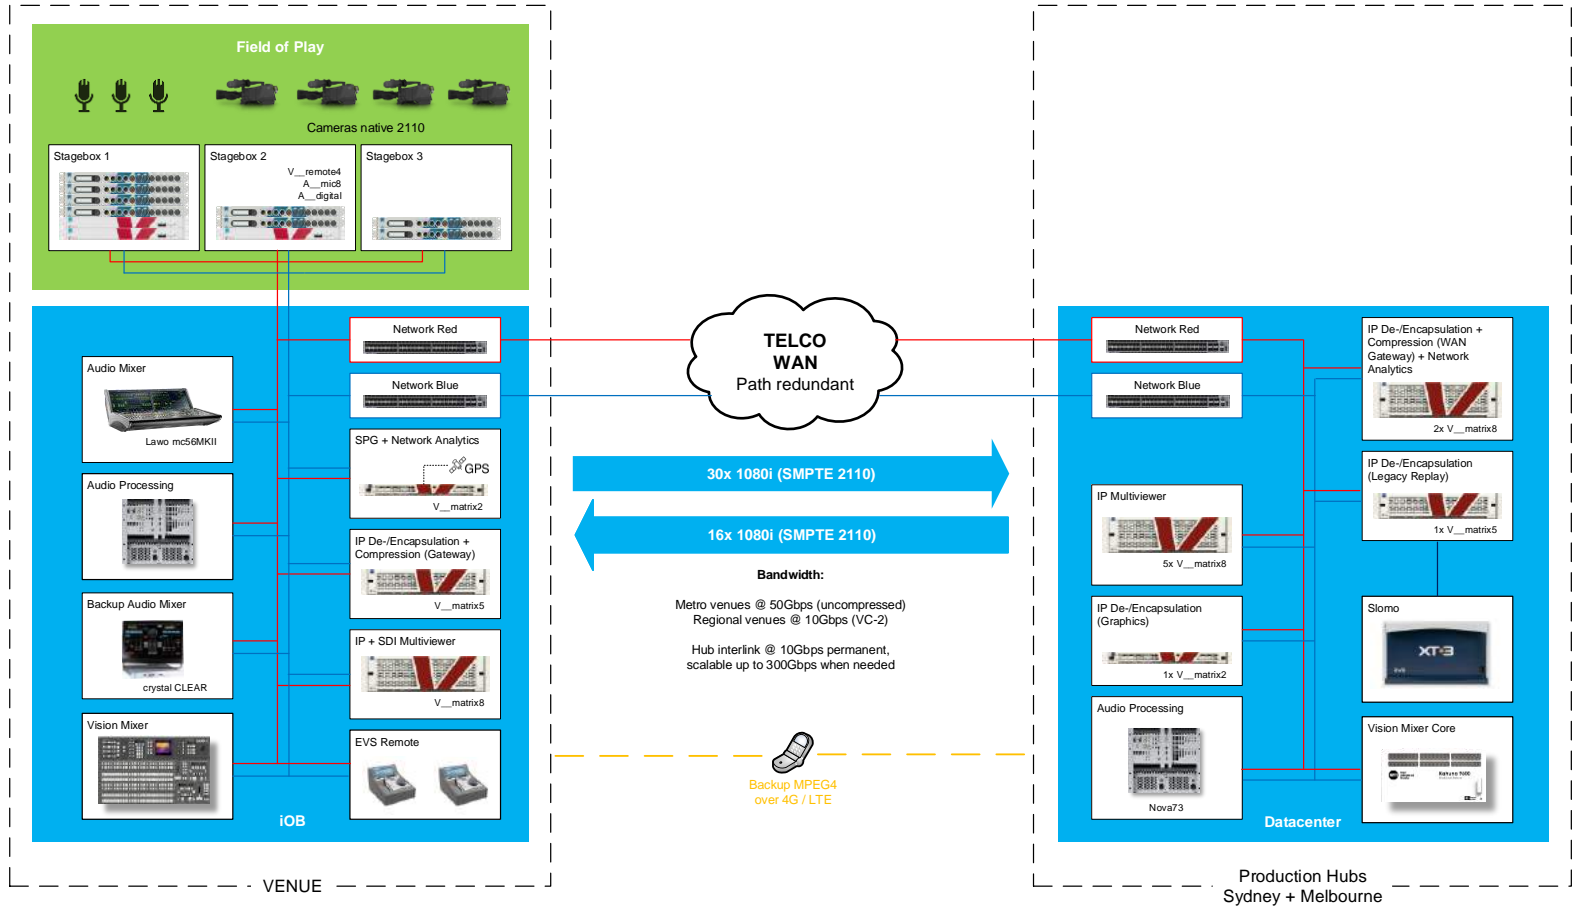 Field of Play
Cameras native 2110
Stagebox 1
Stagebox 2
V__remote4
A__mic8
A__digital
Stagebox 3
Network Red
Network Blue
Audio Mixer
Lawo mc56MKII
SPG + Network Analytics
GPS
V__matrix2
Audio Processing
IP De-/Encapsulation +
Compression (Gateway)
V__matrix5
Backup Audio Mixer
crystal CLEAR
IP + SDI Multiviewer
V__matrix8
Vision Mixer
EVS Remote
iOB
VENUE
TELCO
WAN
Path redundant
30x 1080i (SMPTE 2110)
16x 1080i (SMPTE 2110)
Bandwidth:
Metro venues @ 50Gbps (uncompressed)
Regional venues @ 10Gbps (VC-2)
Hub interlink @ 10Gbps permanent,
scalable up to 300Gbps when needed
Backup MPEG4
over 4G / LTE
Network Red
Network Blue
IP De-/Encapsulation +
Compression (WAN
Gateway) + Network
Analytics
2x V__matrix8
IP De-/Encapsulation
(Legacy Replay)
1x V__matrix5
IP Multiviewer
5x V__matrix8
IP De-/Encapsulation
(Graphics)
1x V__matrix2
Slomo
XT3
Audio Processing
Nova73
Vision Mixer Core
Kahuna 9600
Datacenter
Production Hubs
Sydney + Melbourne